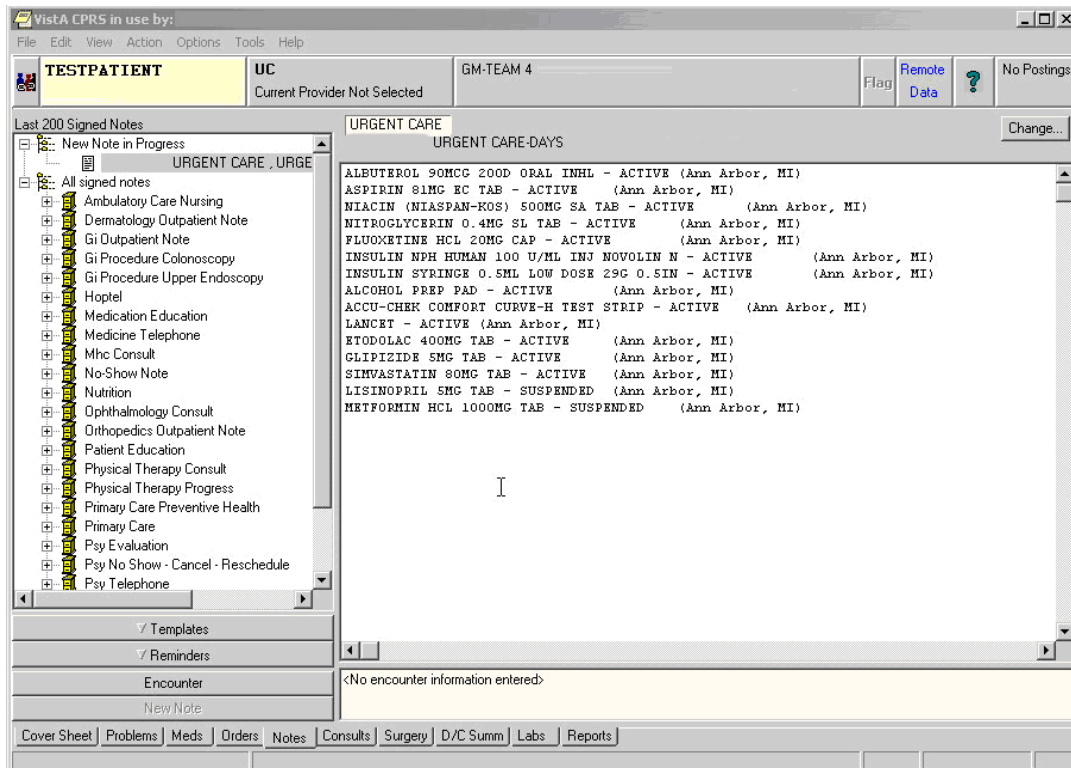 VistA CPRS in use by:
File Edit View Action Options Tools Help
TESTPATIENT
UC
Current Provider Not Selected
GM-TEAM 4
Flag
Remote
Data
?
No Postings
Last 200 Signed Notes
New Note in Progress
URGENT CARE , URGE
All signed notes
Ambulatory Care Nursing
Dermatology Outpatient Note
Gi Outpatient Note
Gi Procedure Colonoscopy
Gi Procedure Upper Endoscopy
Hoptel
Medication Education
Medicine Telephone
Mhc Consult
No-Show Note
Nutrition
Ophthalmology Consult
Orthopedics Outpatient Note
Patient Education
Physical Therapy Consult
Physical Therapy Progress
Primary Care Preventive Health
Primary Care
Psy Evaluation
Psy No Show - Cancel - Reschedule
Psy Telephone
Templates
Reminders
Encounter
New Note
URGENT CARE
URGENT CARE-DAYS
Change...
ALBUTEROL 90MCG 200D ORAL INHL - ACTIVE (Ann Arbor, MI)
ASPIRIN 81MG EC TAB - ACTIVE (Ann Arbor, MI)
NIACIN (NIASPAN-KOS) 500MG SA TAB - ACTIVE (Ann Arbor, MI)
NITROGLYCERIN 0.4MG SL TAB - ACTIVE (Ann Arbor, MI)
FLUOXETINE HCL 20MG CAP - ACTIVE (Ann Arbor, MI)
INSULIN NPH HUMAN 100 U/ML INJ NOVOLIN N - ACTIVE (Ann Arbor, MI)
INSULIN SYRINGE 0.5ML LOW DOSE 29G 0.5IN - ACTIVE (Ann Arbor, MI)
ALCOHOL PREP PAD - ACTIVE (Ann Arbor, MI)
ACCU-CHEK COMFORT CURVE-H TEST STRIP - ACTIVE (Ann Arbor, MI)
LANCET - ACTIVE (Ann Arbor, MI)
ETODOLAC 400MG TAB - ACTIVE (Ann Arbor, MI)
GLIPIZIDE 5MG TAB - ACTIVE (Ann Arbor, MI)
SIMVASTATIN 80MG TAB - ACTIVE (Ann Arbor, MI)
LISINOPRIL 5MG TAB - SUSPENDED (Ann Arbor, MI)
METFORMIN HCL 1000MG TAB - SUSPENDED (Ann Arbor, MI)
<No encounter information entered>
Cover Sheet Problems Meds Orders Notes Consults Surgery D/C Summ Labs Reports